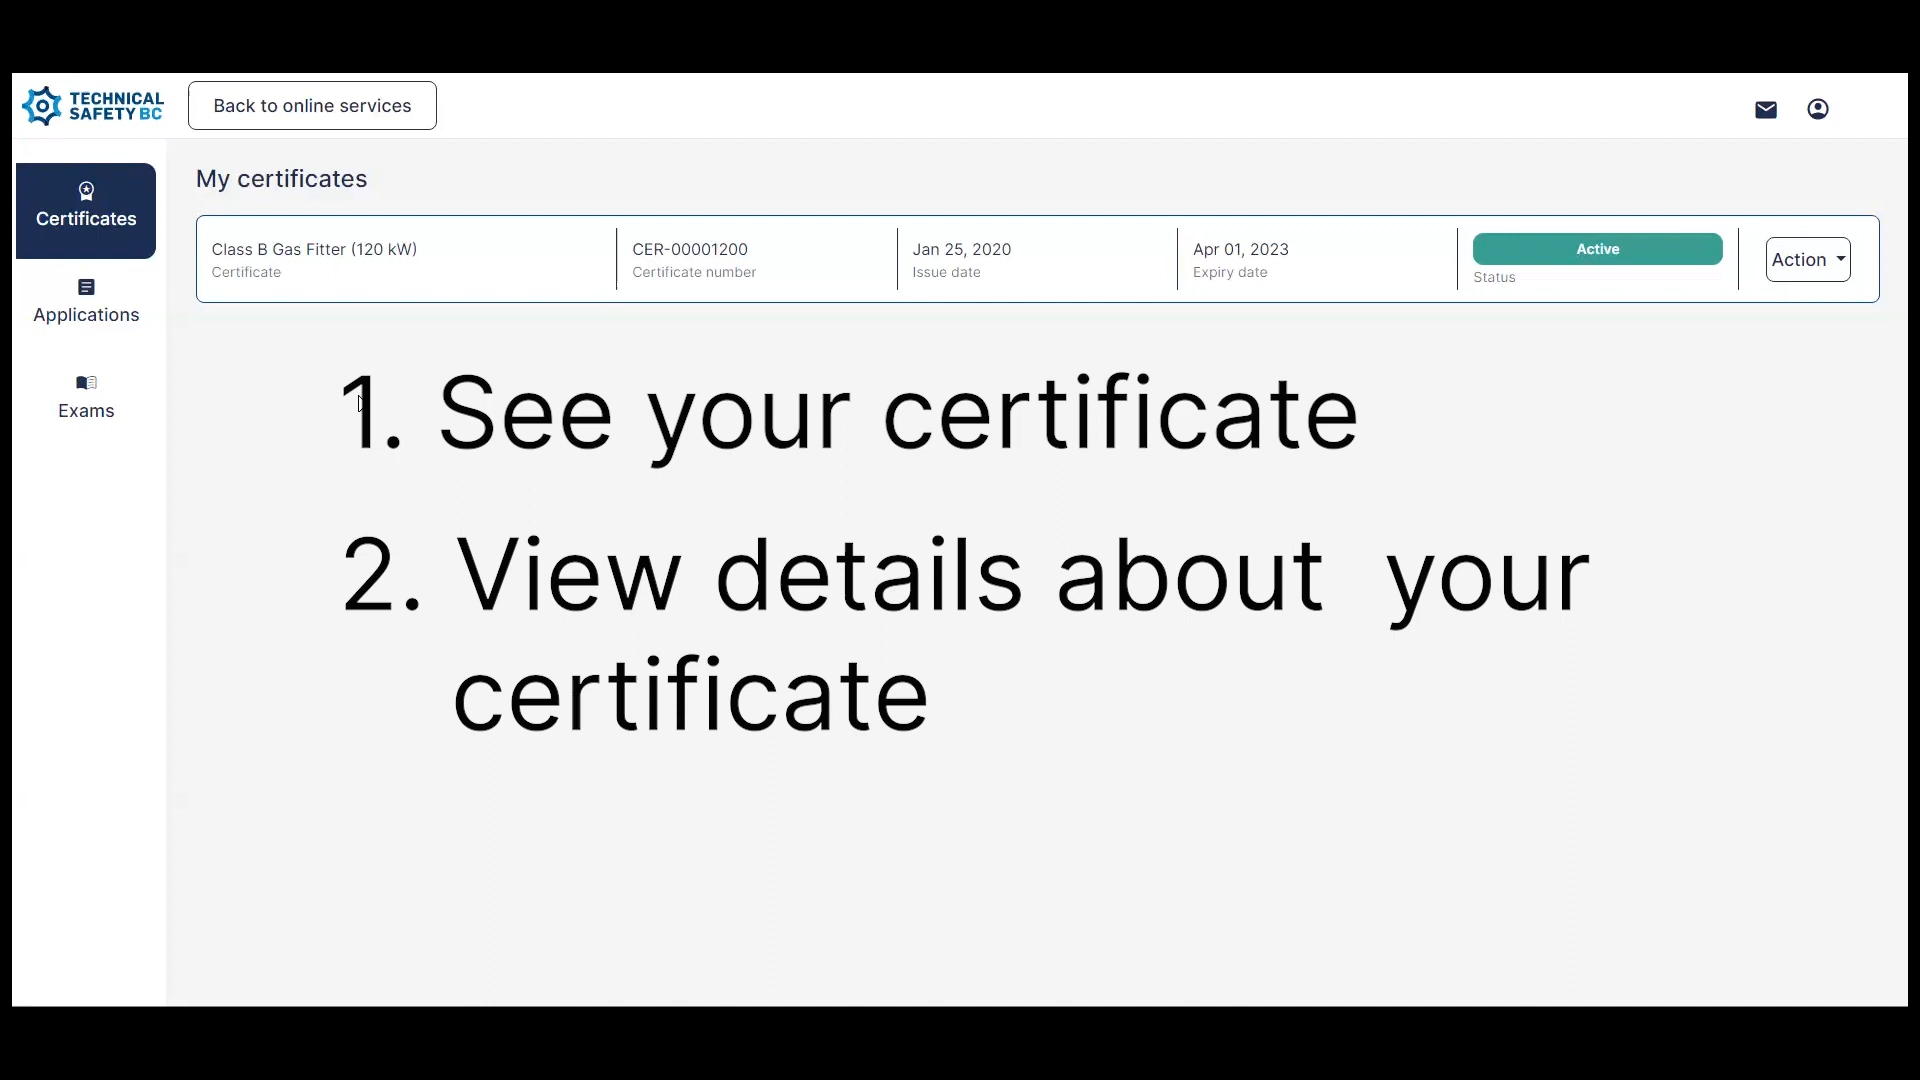 TECHNICAL
SAFETY BC
Back to online services
Certificates
Applications
Exams
My certificates
Class B Gas Fitter (120 kW)
Certificate
CER-00001200
Certificate number
Jan 25, 2020
Issue date
Apr 01, 2023
Expiry date
Active
Status
Action
1. See your certificate
2. View details about  your
certificate